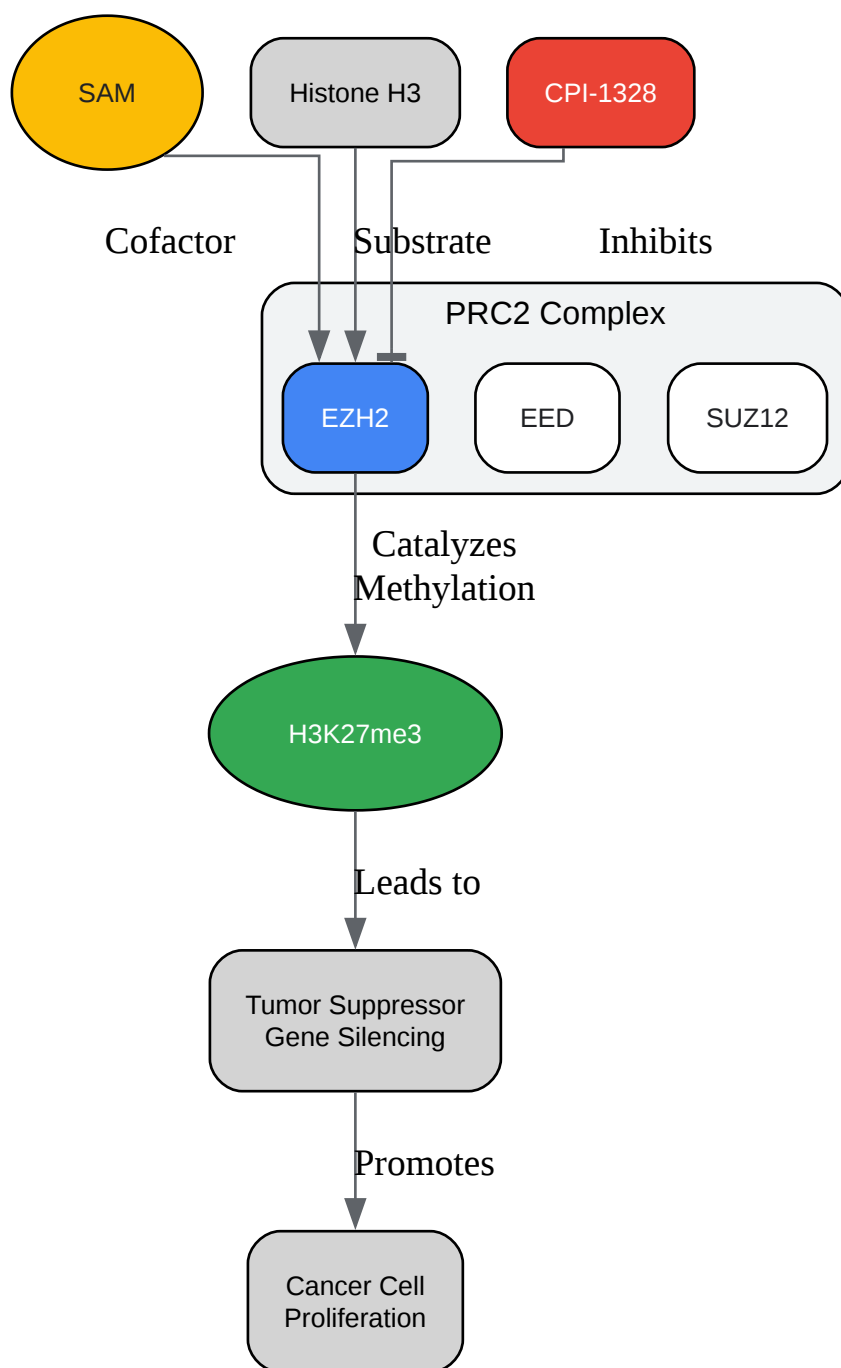 SAM
Histone H3
CPI-1328
Cofactor
Substrate
Inhibits
PRC2 Complex
EZH2
EED
SUZ12
Catalyzes
Methylation
H3K27me3
Leads to
Tumor Suppressor
Gene Silencing
Promotes
Cancer Cell
Proliferation